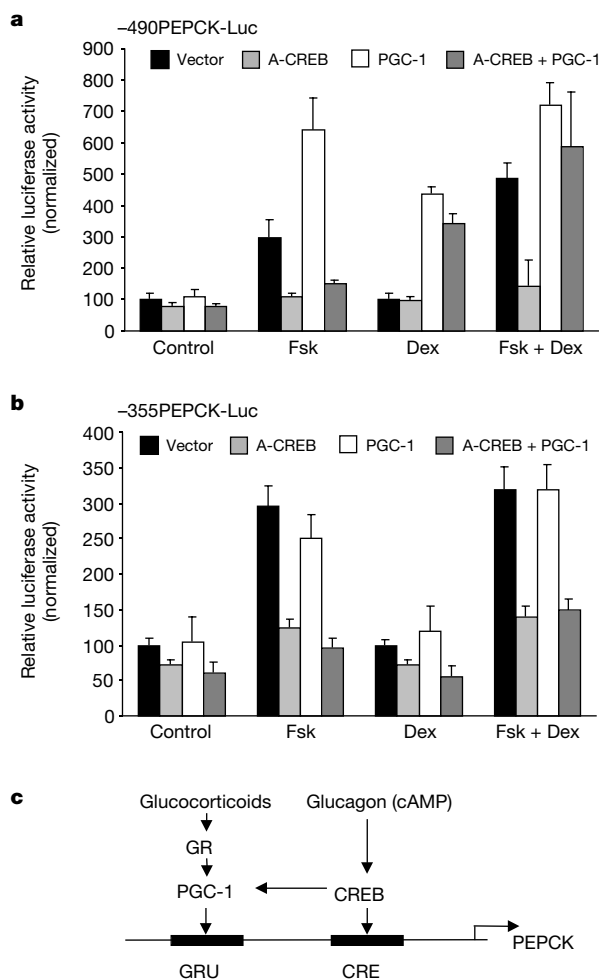 a
–490PEPCK-Luc
Vector A-CREB PGC-1 A-CREB + PGC-1
Relative luciferase activity
(normalized)
900
800
700
600
500
400
300
200
100
0
Control Fsk Dex Fsk + Dex
b
–355PEPCK-Luc
Vector A-CREB PGC-1 A-CREB + PGC-1
Relative luciferase activity
(normalized)
400
350
300
250
200
150
100
50
0
Control Fsk Dex Fsk + Dex
c
Glucocorticoids Glucagon (cAMP)
GR
PGC-1 CREB
PEPCK
GRU CRE